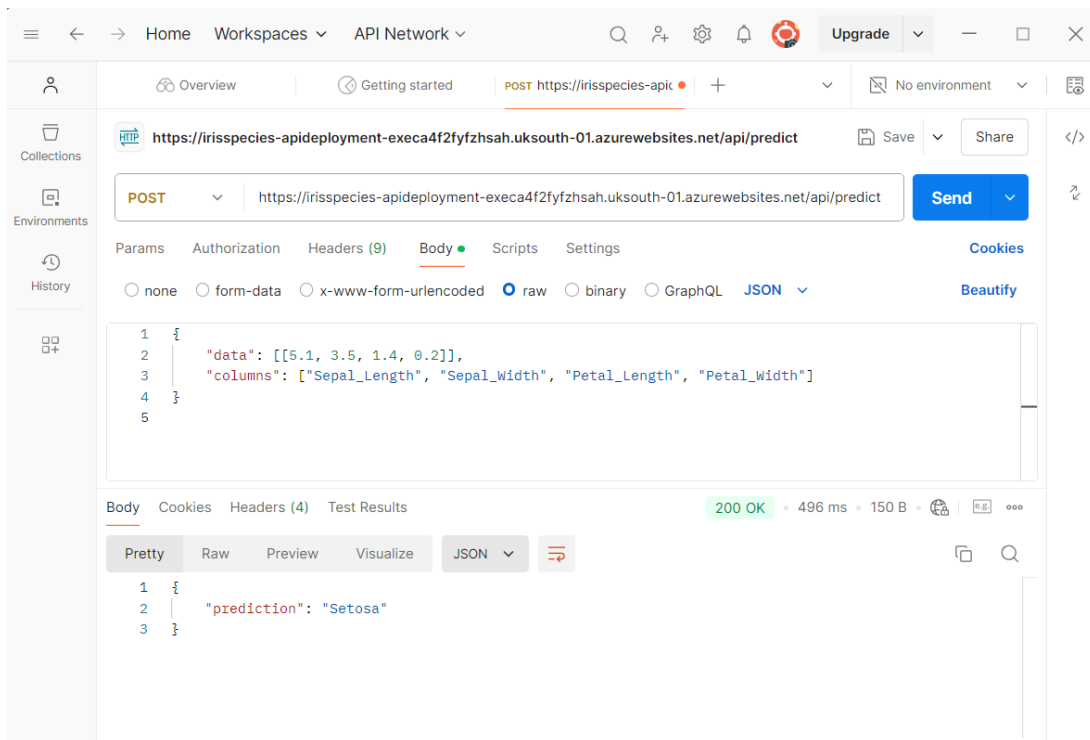 Home Workspaces API Network Upgrade
Overview Getting started POST https://irisspecies-apic No environment
HTTP https://irisspecies-apideployment-execa4f2fyfzhsah.uksouth-01.azurewebsites.net/api/predict Save Share
Collections
POST https://irisspecies-apideployment-execa4f2fyfzhsah.uksouth-01.azurewebsites.net/api/predict Send
Environments
Params Authorization Headers (9) Body Scripts Settings Cookies
History
none form-data x-www-form-urlencoded raw binary GraphQL JSON Beautify
1 {
2 "data": [[5.1, 3.5, 1.4, 0.2]],
3 "columns": ["Sepal_Length", "Sepal_Width", "Petal_Length", "Petal_Width"]
4 }
5
Body Cookies Headers (4) Test Results 200 OK 496 ms 150 B e.g.
Pretty Raw Preview Visualize JSON
1 {
2 "prediction": "Setosa"
3 }